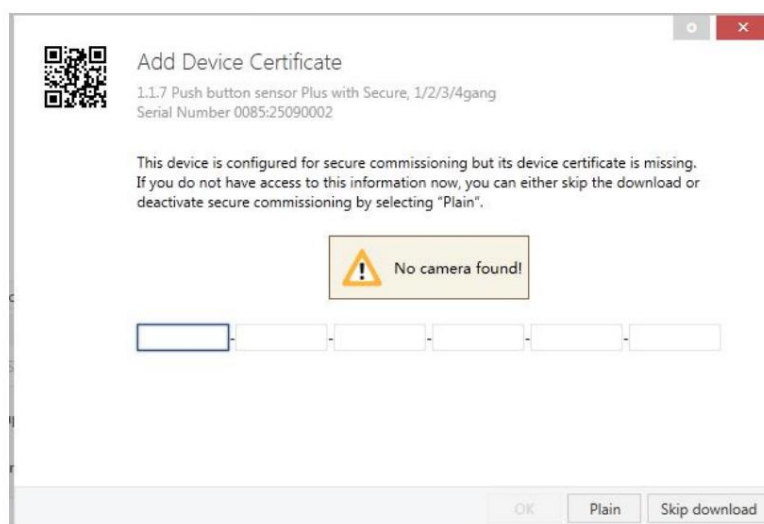 Add Device Certificate
1.1.7 Push button sensor Plus with Secure, 1/2/3/4gang
Serial Number 0085:25090002
This device is configured for secure commissioning but its device certificate is missing.
If you do not have access to this information now, you can either skip the download or
deactivate secure commissioning by selecting "Plain".
No camera found!
- - - - -
OK Plain Skip download